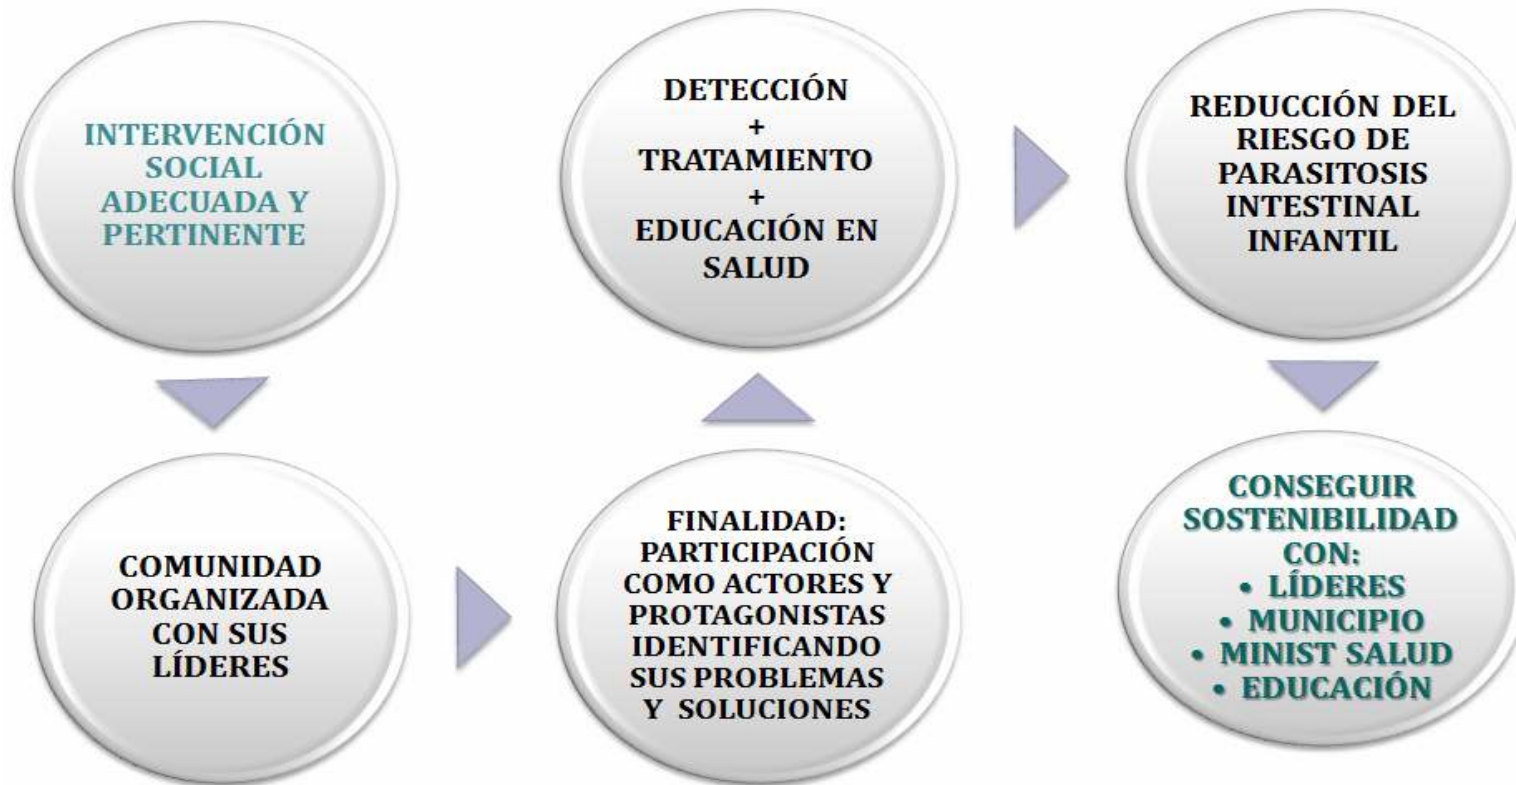 INTERVENCIÓN
SOCIAL
ADECUADA Y
PERTINENTE
COMUNIDAD
ORGANIZADA
CON SUS
LÍDERES
FINALIDAD:
PARTICIPACIÓN
COMO ACTORES Y
PROTAGONISTAS
IDENTIFICANDO
SUS PROBLEMAS
Y SOLUCIONES
DETECCIÓN
+
TRATAMIENTO
+
EDUCACIÓN EN
SALUD
REDUCCIÓN DEL
RIESGO DE
PARASITOSIS
INTESTINAL
INFANTIL
CONSEGUIR
SOSTENIBILIDAD
CON:
• LÍDERES
• MUNICIPIO
• MINIST SALUD
• EDUCACIÓN